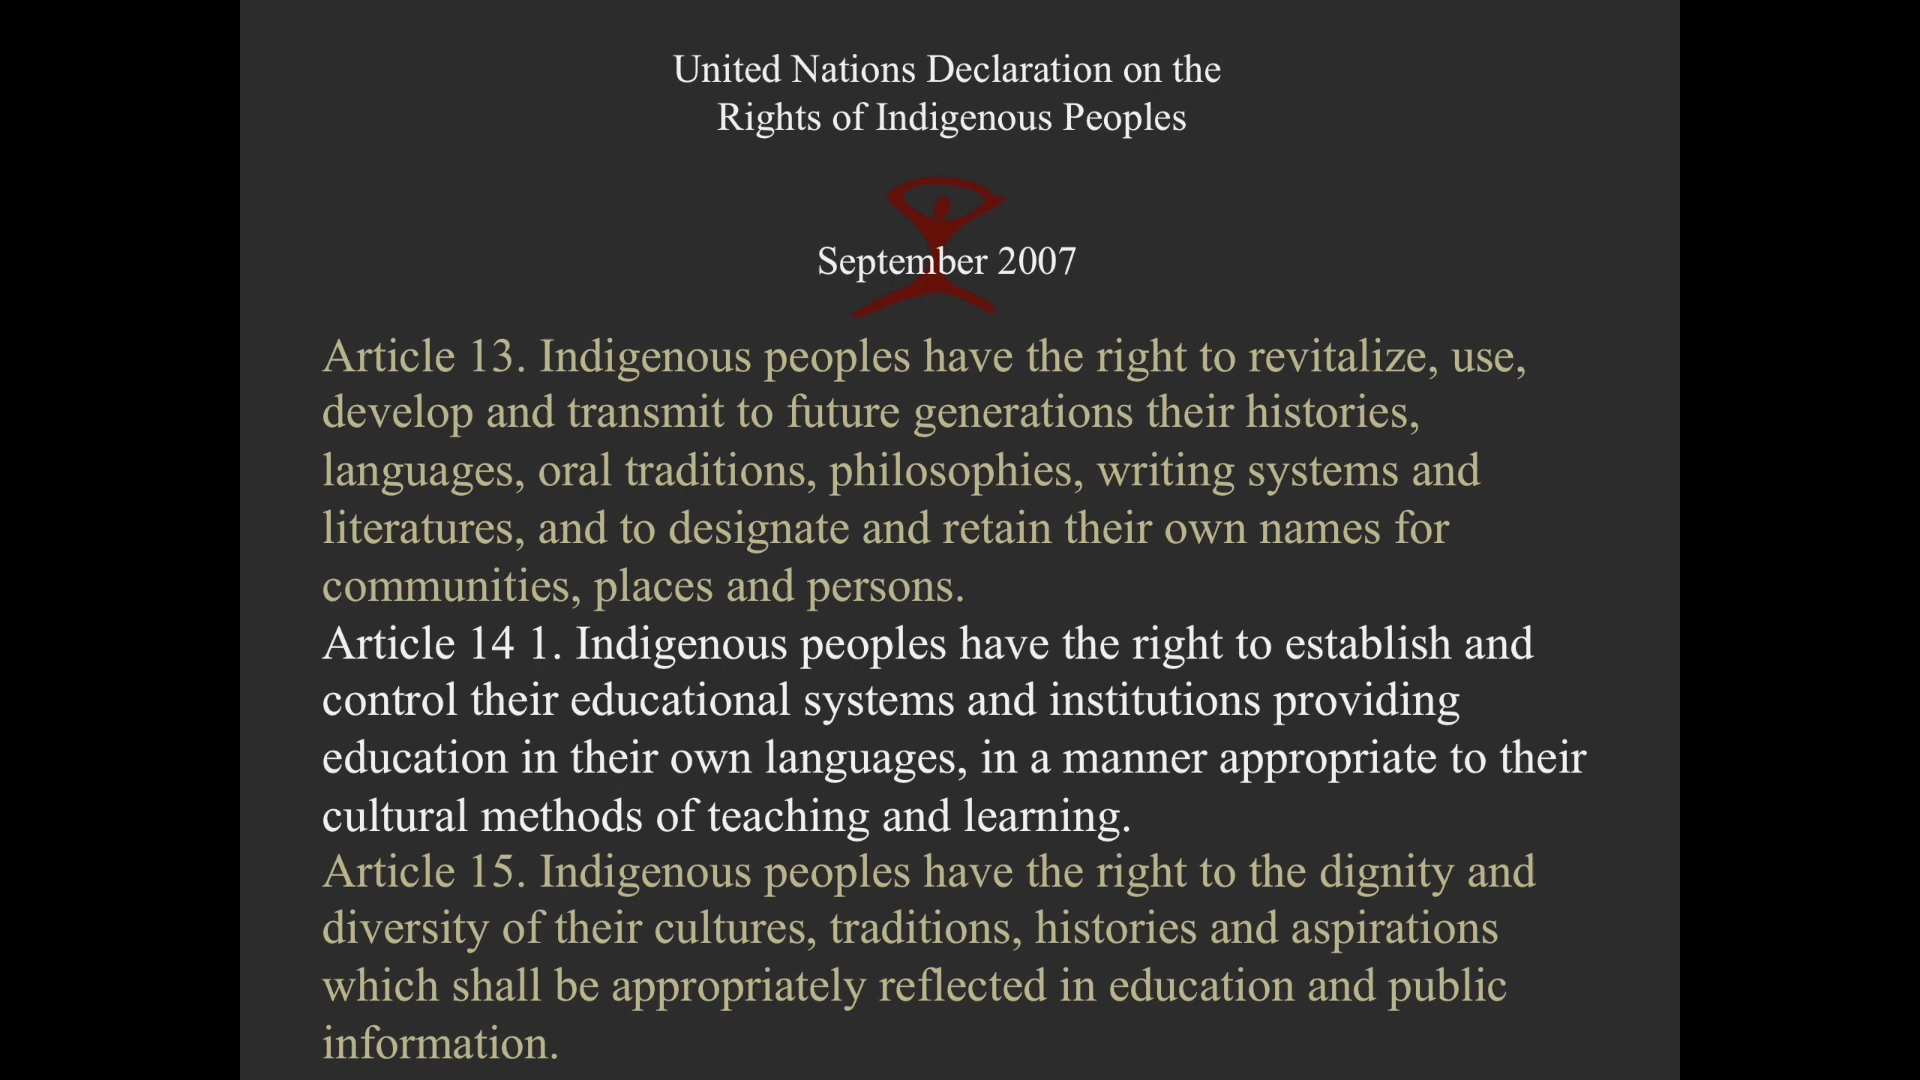 United Nations Declaration on the
Rights of Indigenous Peoples
September 2007
Article 13. Indigenous peoples have the right to revitalize, use,
develop and transmit to future generations their histories,
languages, oral traditions, philosophies, writing systems and
literatures, and to designate and retain their own names for
communities, places and persons.
Article 14 1. Indigenous peoples have the right to establish and
control their educational systems and institutions providing
education in their own languages, in a manner appropriate to their
cultural methods of teaching and learning.
Article 15. Indigenous peoples have the right to the dignity and
diversity of their cultures, traditions, histories and aspirations
which shall be appropriately reflected in education and public
information.